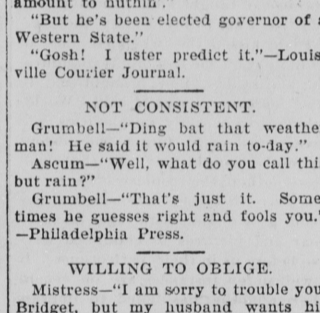 amount to nuthin'."
"But he's been elected governor of a
Western State."
"Gosh! I uster predict it."—Louis
ville Courier Journal.
NOT CONSISTENT.
Grumbell—"Ding bat that weathe
man! He said it would rain to-day."
Ascum—"Well, what do you call thi
but rain?"
Grumbell—"That's just it. Some
times he guesses right and fools you.'
—Philadelphia Press.
WILLING TO OBLIGE.
Mistress—"I am sorry to trouble you
Bridget, but my husband wants hi